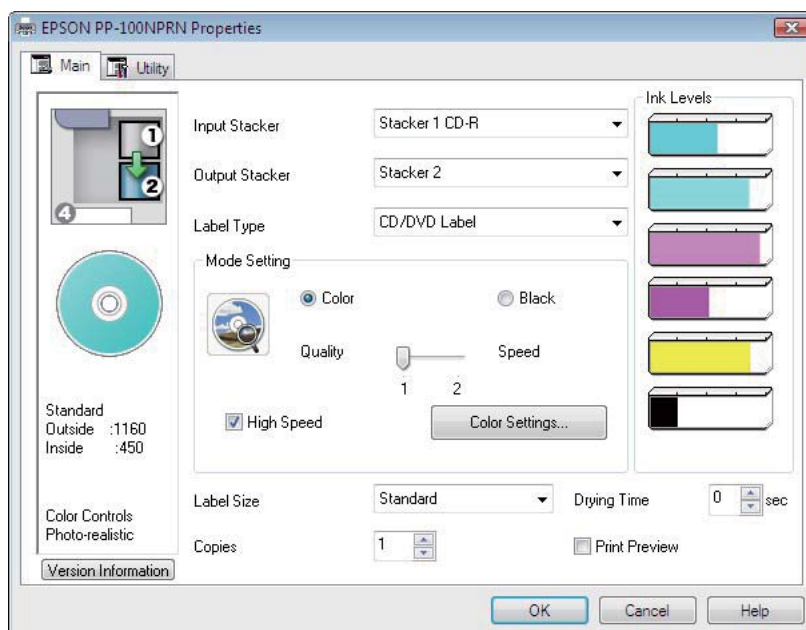 EPSON PP-100NPRN Properties
Main
Utility
1
2
4
Standard
Outside :1160
Inside :450
Color Controls
Photo-realistic
Version Information
Input Stacker
Stacker 1 CD-R
Output Stacker
Stacker 2
Label Type
CD/DVD Label
Mode Setting
Color
Black
Quality
Speed
1 2
High Speed
Color Settings...
Label Size
Standard
Drying Time
0
sec
Copies
1
Print Preview
Ink Levels
OK
Cancel
Help